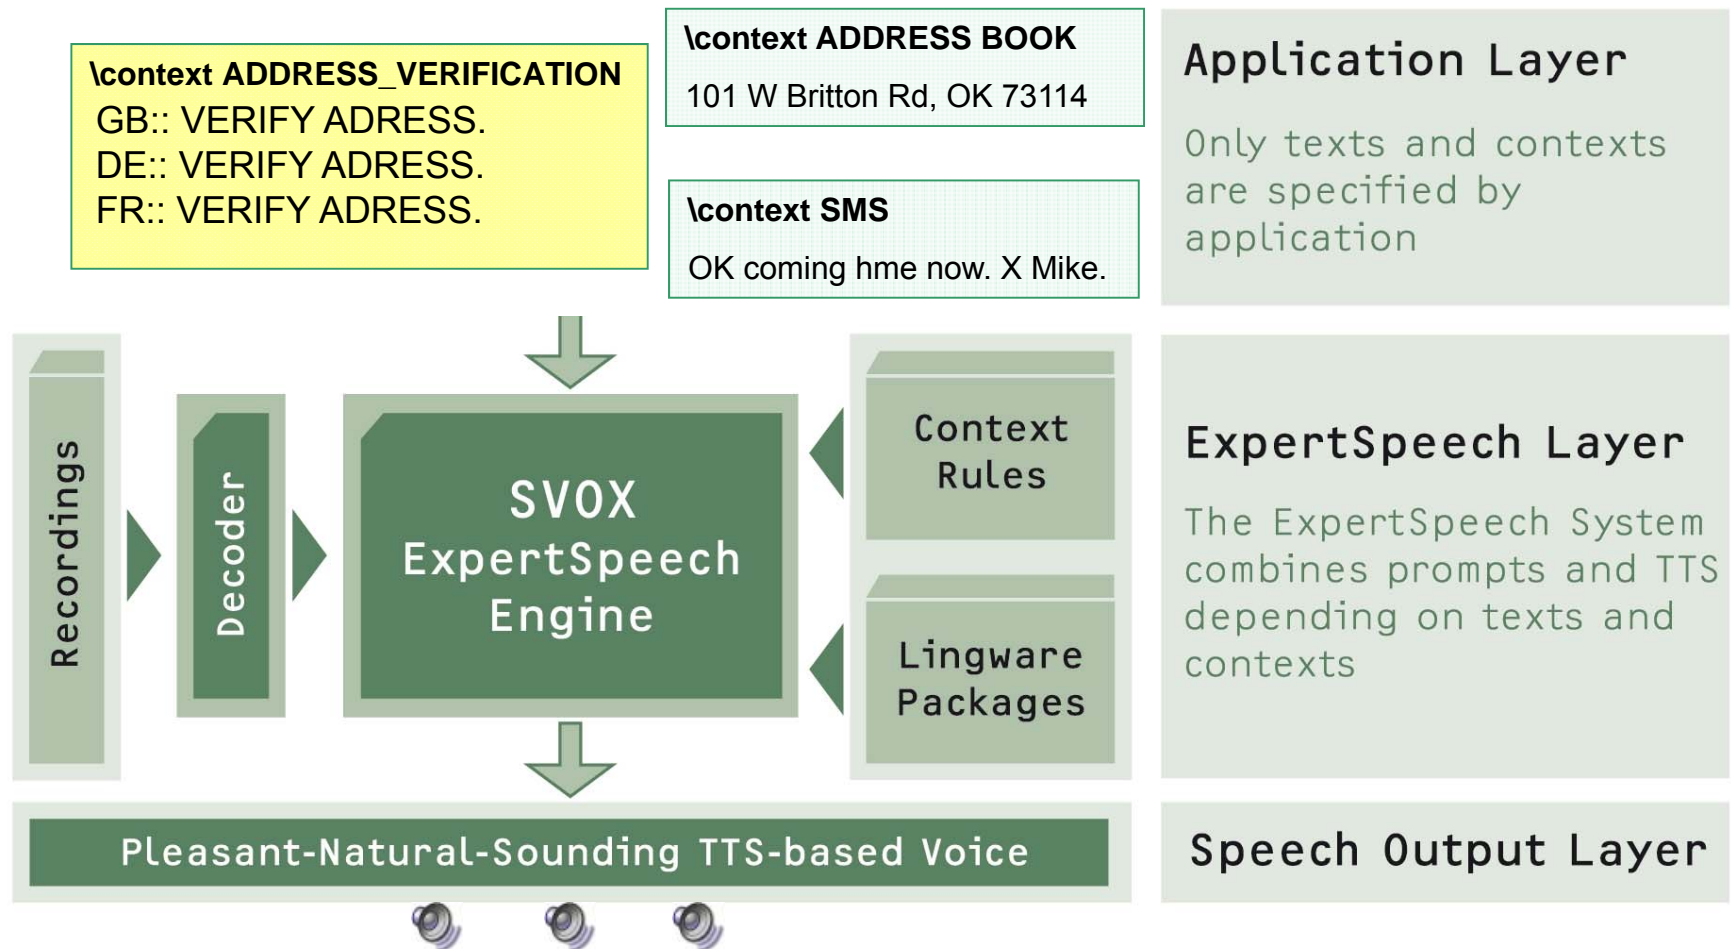 \context ADDRESS_VERIFICATION
GB:: VERIFY ADRESS.
DE:: VERIFY ADRESS.
FR:: VERIFY ADRESS.
\context ADDRESS BOOK
101 W Britton Rd, OK 73114
\context SMS
OK coming hme now. X Mike.
Application Layer
Only texts and contexts
are specified by
application
Recordings
Decoder
SVOX
ExpertSpeech
Engine
Context
Rules
Lingware
Packages
ExpertSpeech Layer
The ExpertSpeech System
combines prompts and TTS
depending on texts and
contexts
Pleasant-Natural-Sounding TTS-based Voice
Speech Output Layer